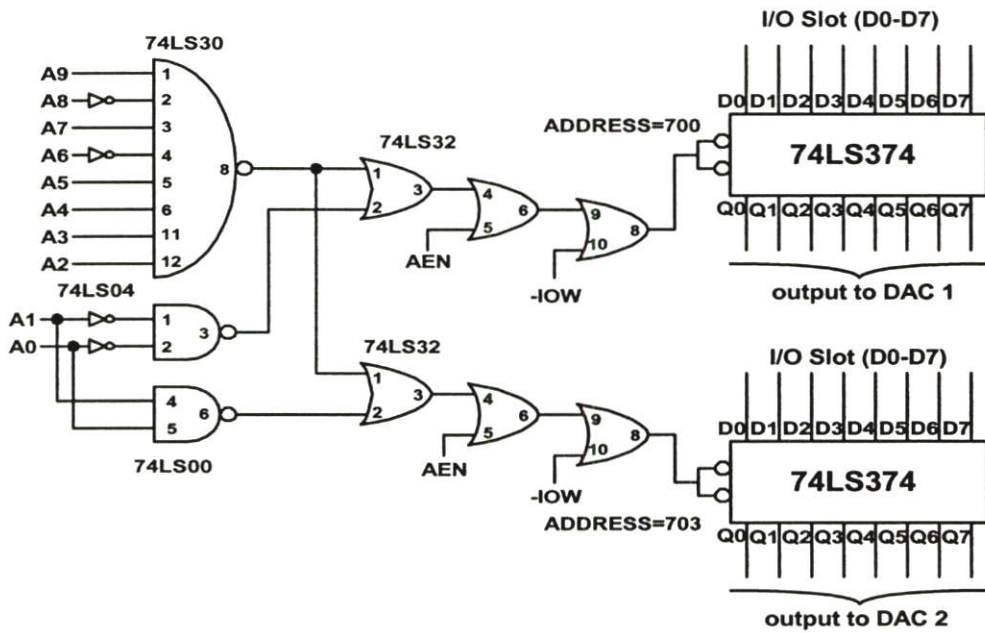 I/O Slot (D0-D7)
74LS30
A9 1
A8 2
A7 3
A6 4
A5 5
A4 6
A3 11
A2 12
8
74LS32
1
2
3
4
5
6
AEN
9
10
8
-IOW
ADDRESS=700
D0 D1 D2 D3 D4 D5 D6 D7
74LS374
Q0 Q1 Q2 Q3 Q4 Q5 Q6 Q7
output to DAC 1
74LS04
A1
A0
1
2
3
4
5
6
74LS00
74LS32
1
2
3
4
5
6
AEN
9
10
8
-IOW
ADDRESS=703
I/O Slot (D0-D7)
D0 D1 D2 D3 D4 D5 D6 D7
74LS374
Q0 Q1 Q2 Q3 Q4 Q5 Q6 Q7
output to DAC 2